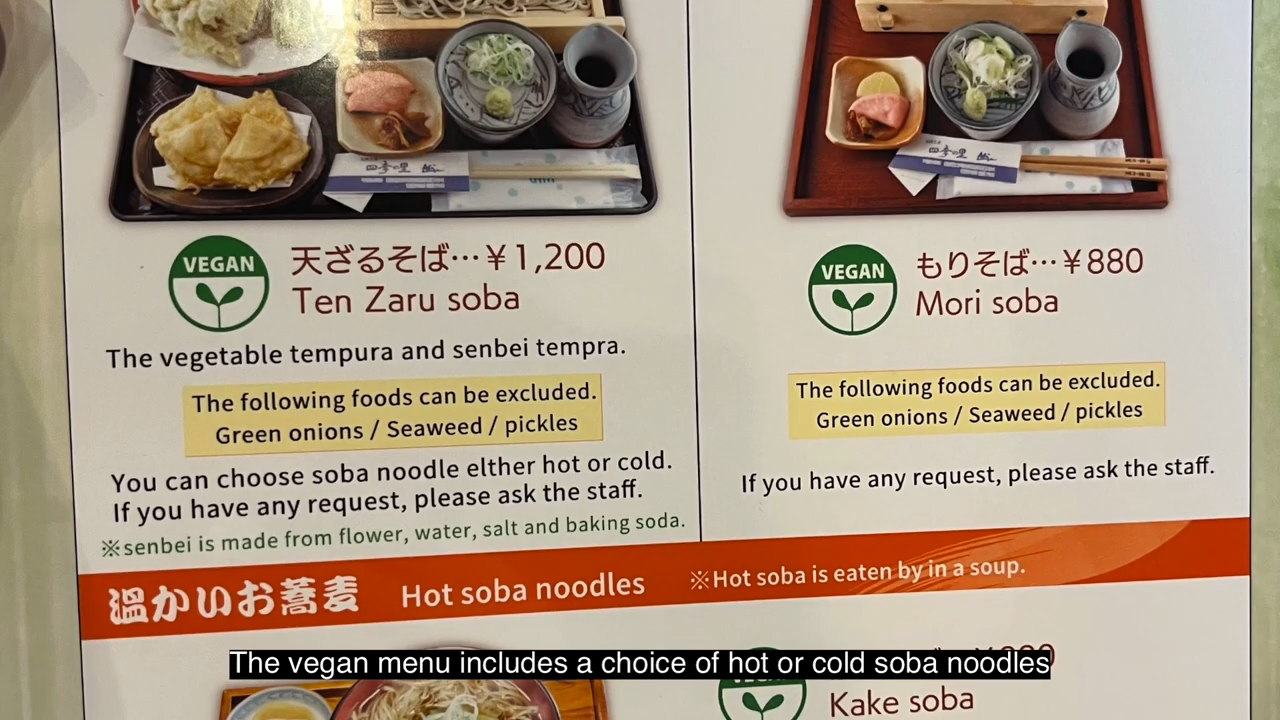 VEGAN
天ざるそば…￥1,200
Ten Zaru soba
The vegetable tempura and senbei tempra.
The following foods can be excluded.
Green onions / Seaweed / pickles
You can choose soba noodle elther hot or cold.
If you have any request, please ask the staff.
※senbei is made from flower, water, salt and baking soda.
VEGAN
もりそば…￥880
Mori soba
The following foods can be excluded.
Green onions / Seaweed / pickles
If you have any request, please ask the staff.
温かいお蕎麦 Hot soba noodles ※Hot soba is eaten by in a soup.
The vegan menu includes a choice of hot or cold soba noodles
VEGAN
Kake soba